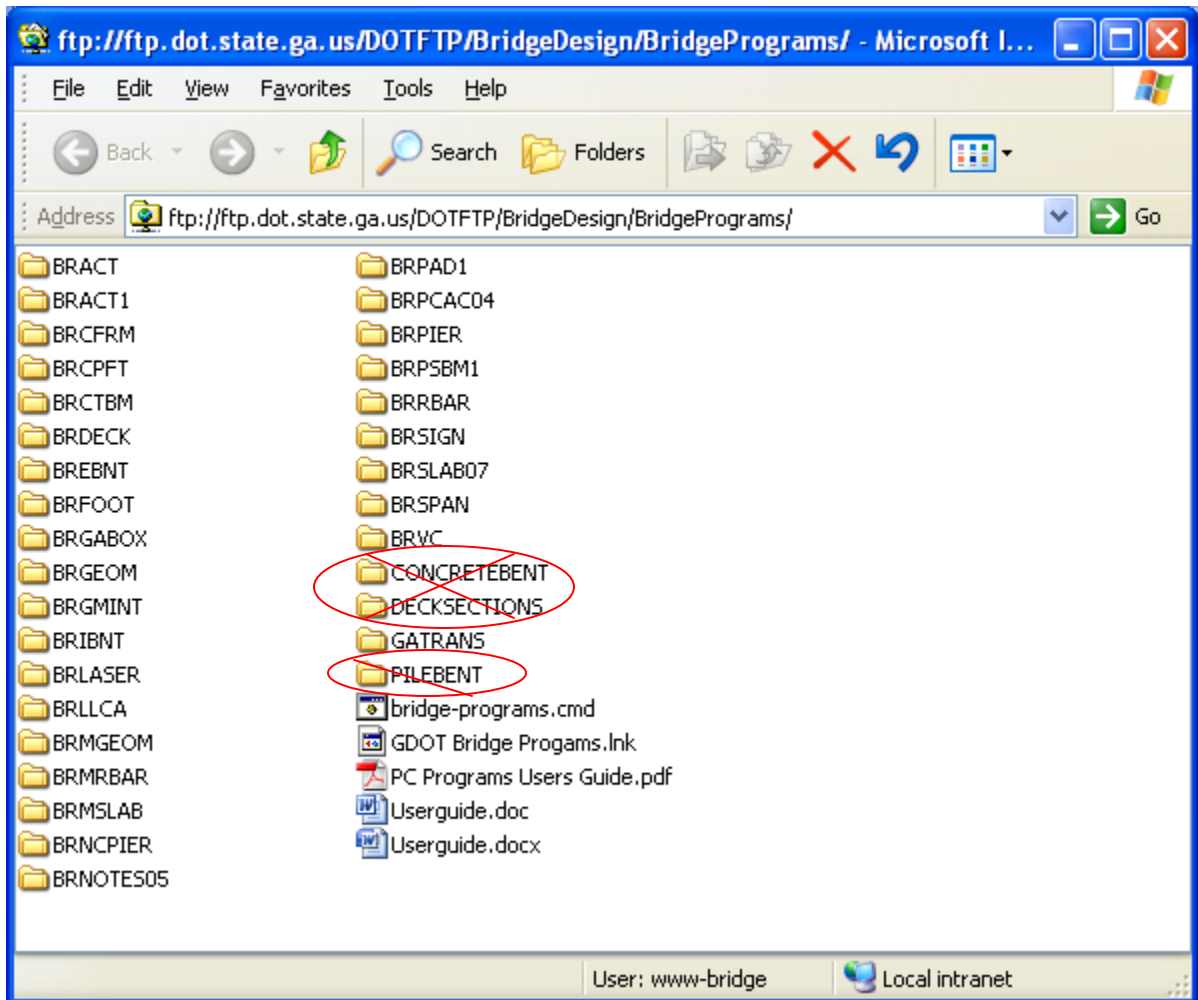 ftp://ftp.dot.state.ga.us/DOTFTP/BridgeDesign/BridgePrograms/ - Microsoft I...
File Edit View Favorites Tools Help
Back Search Folders
Address ftp://ftp.dot.state.ga.us/DOTFTP/BridgeDesign/BridgePrograms/ Go
BRACT
BRACT1
BRCFRM
BRCPFT
BRCTBM
BRDECK
BREBNT
BRFOOT
BRGABOX
BRGEOM
BRGMINT
BRIBNT
BRLASER
BRLLCA
BRMGEOM
BRMRBAR
BRMSLAB
BRNCPIER
BRNOTES05
BRPAD1
BRPCAC04
BRPIER
BRPSBM1
BRRBAR
BRSIGN
BRSLAB07
BRSPAN
BRVC
CONCRETEBENT
DECKSECTIONS
GATRANS
PILEBENT
bridge-programs.cmd
GDOT Bridge Progams.lnk
PC Programs Users Guide.pdf
Userguide.doc
Userguide.docx
User: www-bridge Local intranet